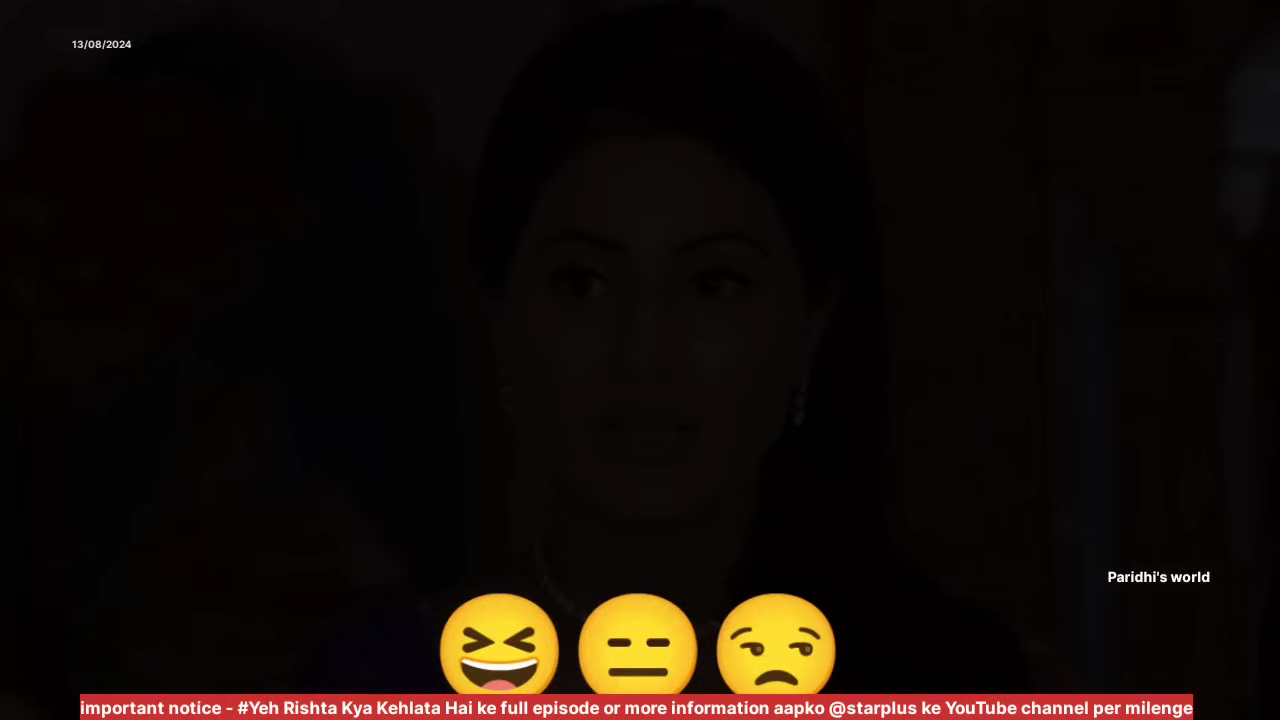 13/08/2024
Paridhi's world
important notice - #Yeh Rishta Kya Kehlata Hai ke full episode or more information aapko @starplus ke YouTube channel per milenge